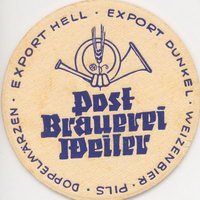 · EXPORT HELL · EXPORT DUNKEL · WEIZENBIER · PILS · DOPPELMÄRZEN
Post
Brauerei
Weiler